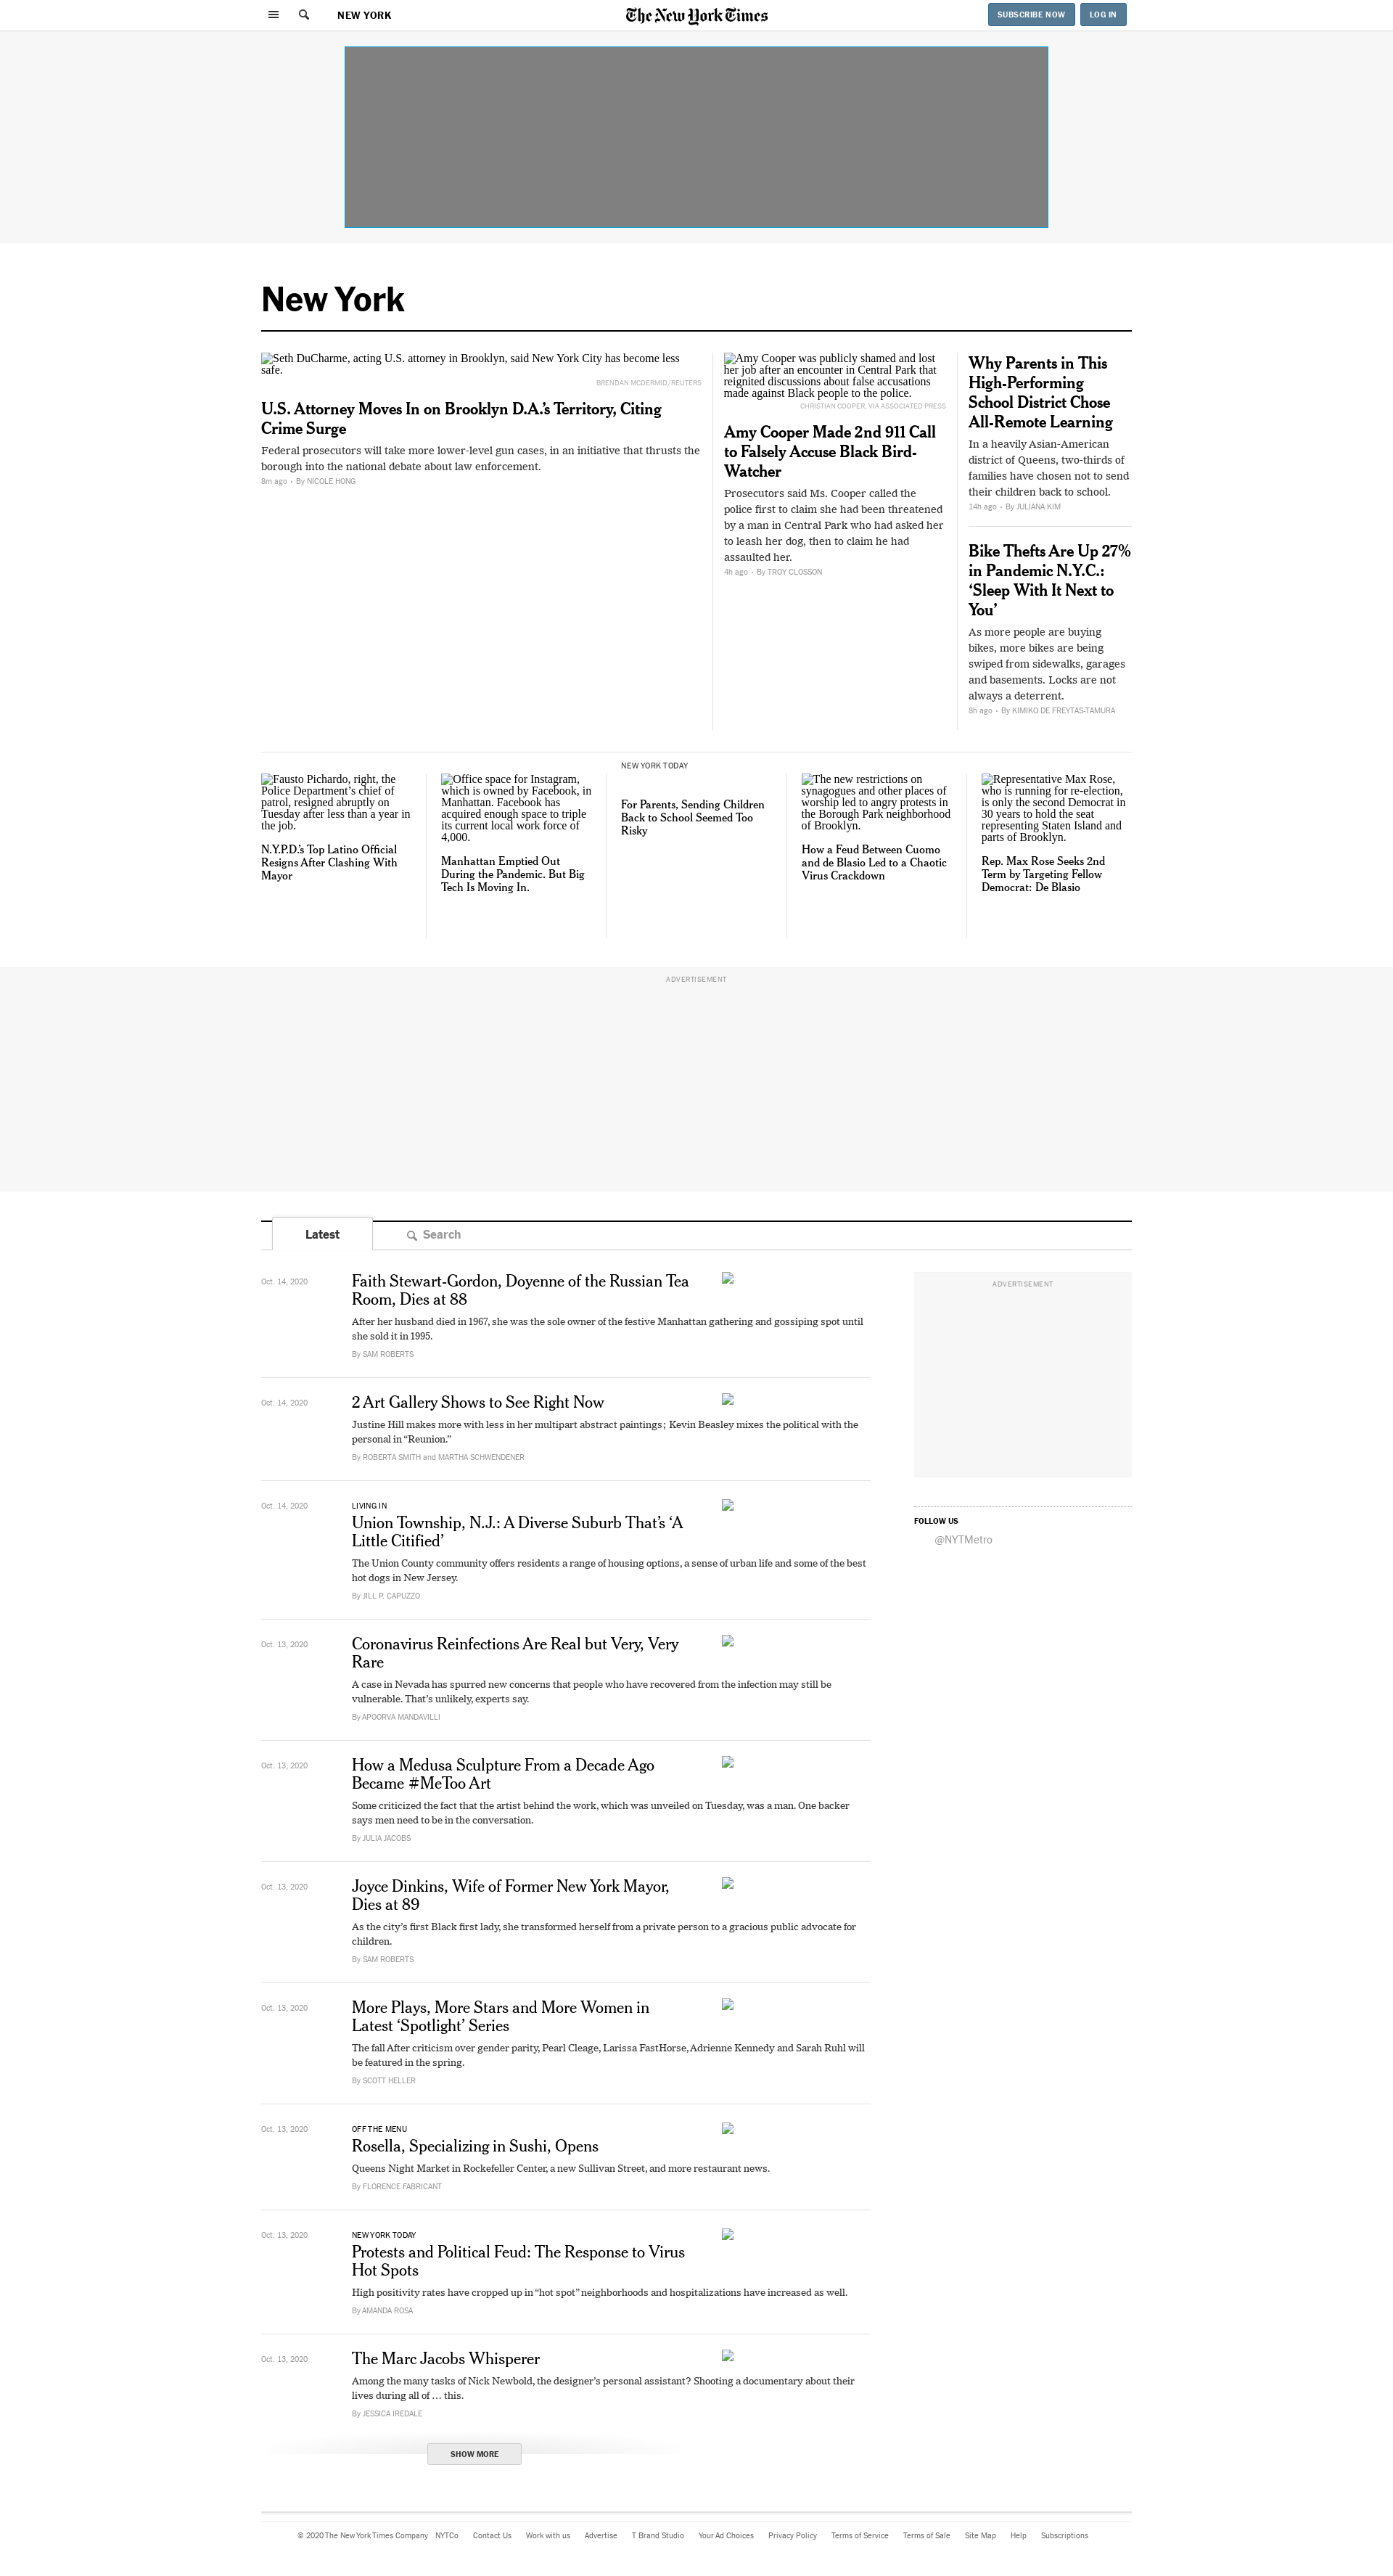 NEW YORK
The New York Times
SUBSCRIBE NOW
LOG IN
New York
Seth DuCharme, acting U.S. attorney in Brooklyn, said New York City has become less
safe.
BRENDAN MCDERMID/REUTERS
U.S. Attorney Moves In on Brooklyn D.A.’s Territory, Citing
Crime Surge
Federal prosecutors will take more lower-level gun cases, in an initiative that thrusts the
borough into the national debate about law enforcement.
8m ago • By NICOLE HONG
Amy Cooper was publicly shamed and lost
her job after an encounter in Central Park that
reignited discussions about false accusations
made against Black people to the police.
CHRISTIAN COOPER, VIA ASSOCIATED PRESS
Amy Cooper Made 2nd 911 Call
to Falsely Accuse Black Bird-
Watcher
Prosecutors said Ms. Cooper called the
police first to claim she had been threatened
by a man in Central Park who had asked her
to leash her dog, then to claim he had
assaulted her.
4h ago • By TROY CLOSSON
Why Parents in This
High-Performing
School District Chose
All-Remote Learning
In a heavily Asian-American
district of Queens, two-thirds of
families have chosen not to send
their children back to school.
14h ago • By JULIANA KIM
Bike Thefts Are Up 27%
in Pandemic N.Y.C.:
‘Sleep With It Next to
You’
As more people are buying
bikes, more bikes are being
swiped from sidewalks, garages
and basements. Locks are not
always a deterrent.
8h ago • By KIMIKO DE FREYTAS-TAMURA
Fausto Pichardo, right, the
Police Department’s chief of
patrol, resigned abruptly on
Tuesday after less than a year in
the job.
N.Y.P.D.’s Top Latino Official
Resigns After Clashing With
Mayor
Office space for Instagram,
which is owned by Facebook, in
Manhattan. Facebook has
acquired enough space to triple
its current local work force of
4,000.
Manhattan Emptied Out
During the Pandemic. But Big
Tech Is Moving In.
NEW YORK TODAY
For Parents, Sending Children
Back to School Seemed Too
Risky
The new restrictions on
synagogues and other places of
worship led to angry protests in
the Borough Park neighborhood
of Brooklyn.
How a Feud Between Cuomo
and de Blasio Led to a Chaotic
Virus Crackdown
Representative Max Rose,
who is running for re-election,
is only the second Democrat in
30 years to hold the seat
representing Staten Island and
parts of Brooklyn.
Rep. Max Rose Seeks 2nd
Term by Targeting Fellow
Democrat: De Blasio
ADVERTISEMENT
Latest
Search
Oct. 14, 2020
Faith Stewart-Gordon, Doyenne of the Russian Tea
Room, Dies at 88
After her husband died in 1967, she was the sole owner of the festive Manhattan gathering and gossiping spot until
she sold it in 1995.
By SAM ROBERTS
ADVERTISEMENT
Oct. 14, 2020
2 Art Gallery Shows to See Right Now
Justine Hill makes more with less in her multipart abstract paintings; Kevin Beasley mixes the political with the
personal in “Reunion.”
By ROBERTA SMITH and MARTHA SCHWENDENER
Oct. 14, 2020
LIVING IN
Union Township, N.J.: A Diverse Suburb That’s ‘A
Little Citified’
The Union County community offers residents a range of housing options, a sense of urban life and some of the best
hot dogs in New Jersey.
By JILL P. CAPUZZO
FOLLOW US
@NYTMetro
Oct. 13, 2020
Coronavirus Reinfections Are Real but Very, Very
Rare
A case in Nevada has spurred new concerns that people who have recovered from the infection may still be
vulnerable. That’s unlikely, experts say.
By APOORVA MANDAVILLI
Oct. 13, 2020
How a Medusa Sculpture From a Decade Ago
Became #MeToo Art
Some criticized the fact that the artist behind the work, which was unveiled on Tuesday, was a man. One backer
says men need to be in the conversation.
By JULIA JACOBS
Oct. 13, 2020
Joyce Dinkins, Wife of Former New York Mayor,
Dies at 89
As the city’s first Black first lady, she transformed herself from a private person to a gracious public advocate for
children.
By SAM ROBERTS
Oct. 13, 2020
More Plays, More Stars and More Women in
Latest ‘Spotlight’ Series
The fall After criticism over gender parity, Pearl Cleage, Larissa FastHorse, Adrienne Kennedy and Sarah Ruhl will
be featured in the spring.
By SCOTT HELLER
Oct. 13, 2020
OFF THE MENU
Rosella, Specializing in Sushi, Opens
Queens Night Market in Rockefeller Center, a new Sullivan Street, and more restaurant news.
By FLORENCE FABRICANT
Oct. 13, 2020
NEW YORK TODAY
Protests and Political Feud: The Response to Virus
Hot Spots
High positivity rates have cropped up in “hot spot” neighborhoods and hospitalizations have increased as well.
By AMANDA ROSA
Oct. 13, 2020
The Marc Jacobs Whisperer
Among the many tasks of Nick Newbold, the designer’s personal assistant? Shooting a documentary about their
lives during all of … this.
By JESSICA IREDALE
SHOW MORE
© 2020 The New York Times Company NYTCo Contact Us Work with us Advertise T Brand Studio Your Ad Choices Privacy Policy Terms of Service Terms of Sale Site Map Help Subscriptions